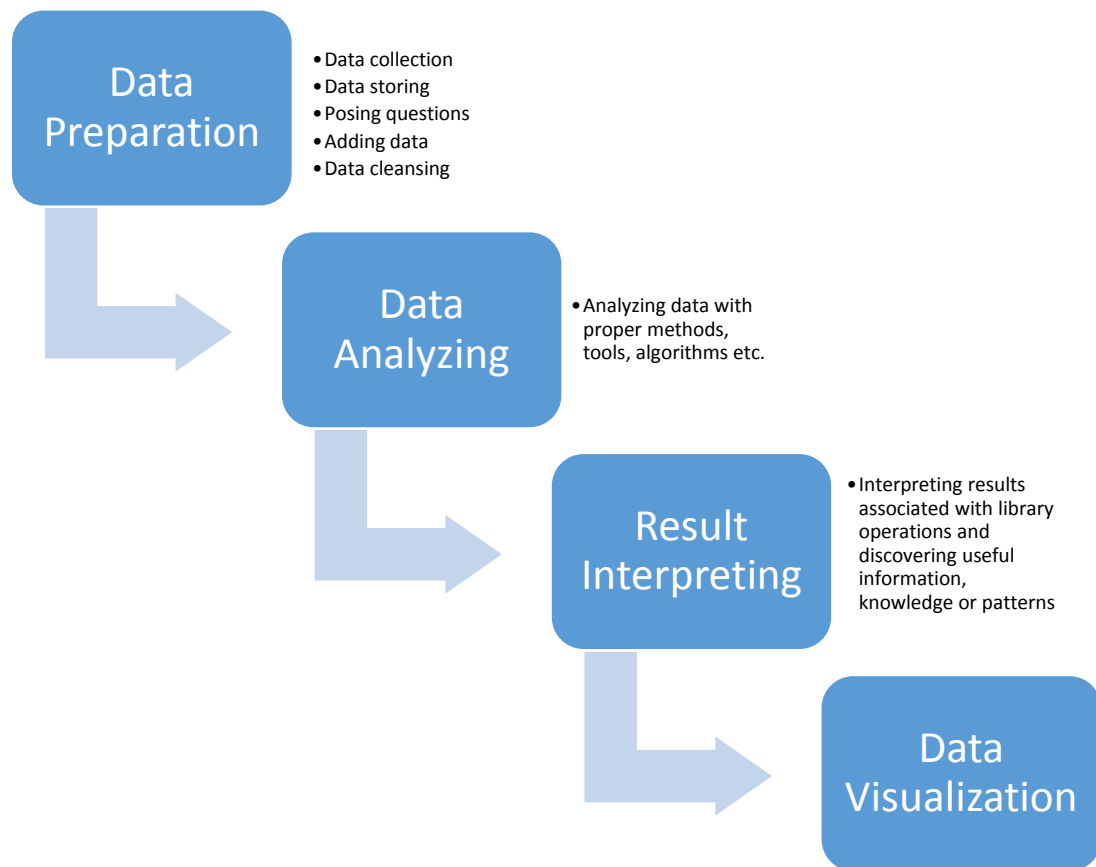 Data
Preparation
•Data collection
•Data storing
•Posing questions
•Adding data
•Data cleansing
Data
Analyzing
•Analyzing data with
proper methods,
tools, algorithms etc.
Result
Interpreting
•Interpreting results
associated with library
operations and
discovering useful
information,
knowledge or patterns
Data
Visualization